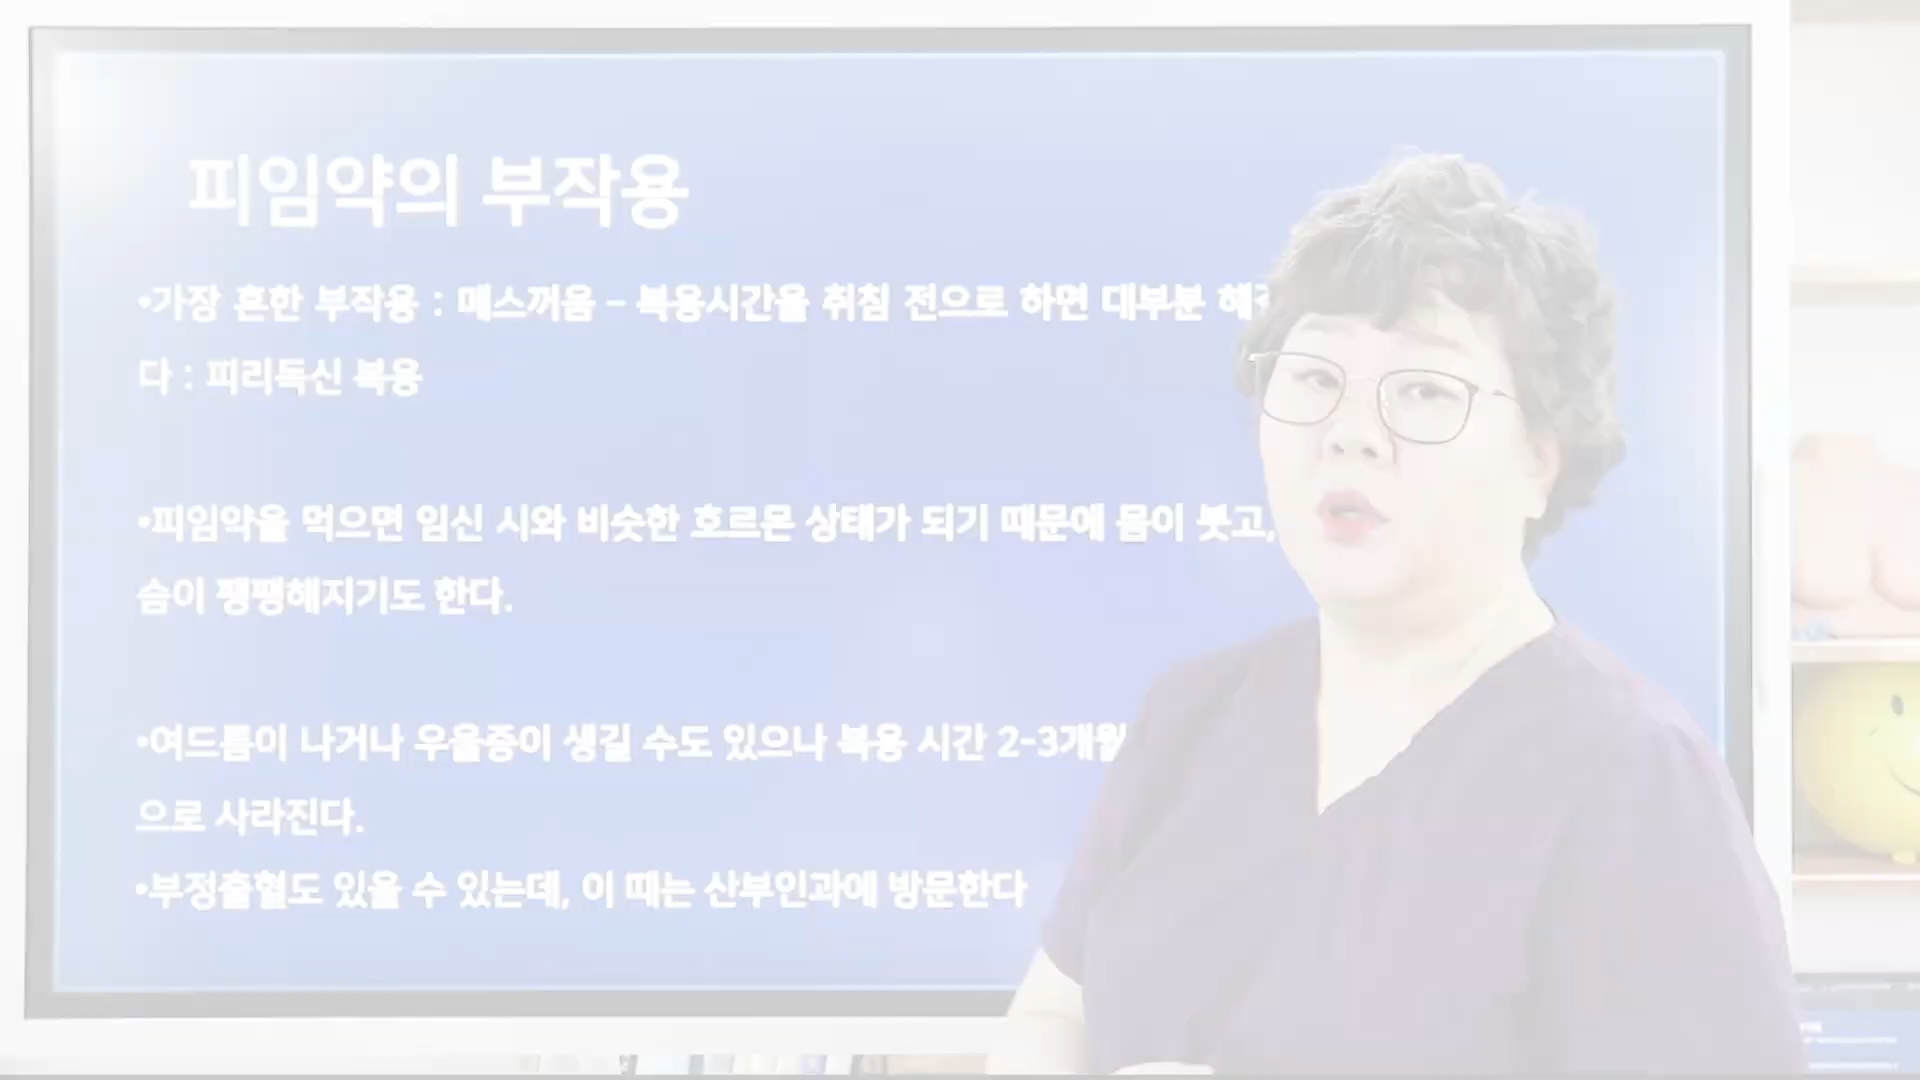 피임약의 부작용
•가장 흔한 부작용 : 메스꺼움 – 복용시간을 취침 전으로 하면 대부분
다 : 피리독신 복용
•피임약을 먹으면 임신 시와 비슷한 호르몬 상태가 되기 때문에 몸이 붓고,
슴이 팽팽해지기도 한다.
•여드름이 나거나 우울증이 생길 수도 있으나 복용 시간 2-3개월
으로 사라진다.
•부정출혈도 있을 수 있는데, 이 때는 산부인과에 방문한다